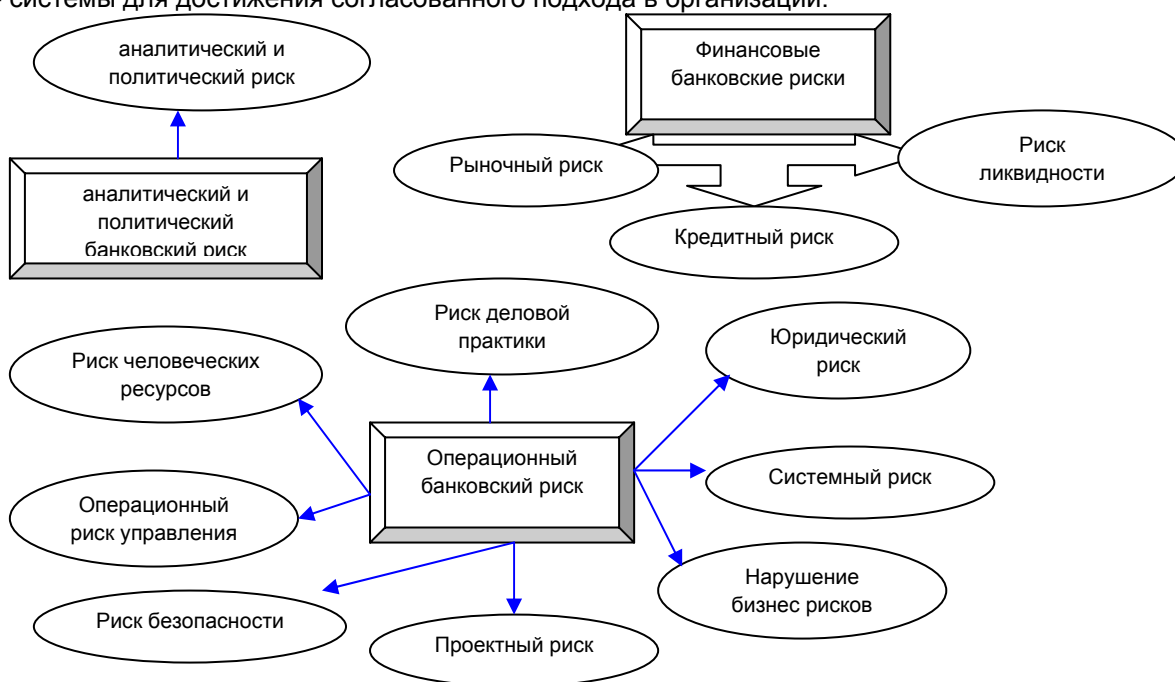 системы для достижения согласованного подхода в организации.
аналитический и
политический риск
Финансовые
банковские риски
Рыночный риск
Риск
ликвидности
аналитический и
политический
банковский риск
Кредитный риск
Риск деловой
практики
Юридический
риск
Риск человеческих
ресурсов
Операционный
банковский риск
Системный риск
Операционный
риск управления
Нарушение
бизнес рисков
Риск безопасности
Проектный риск